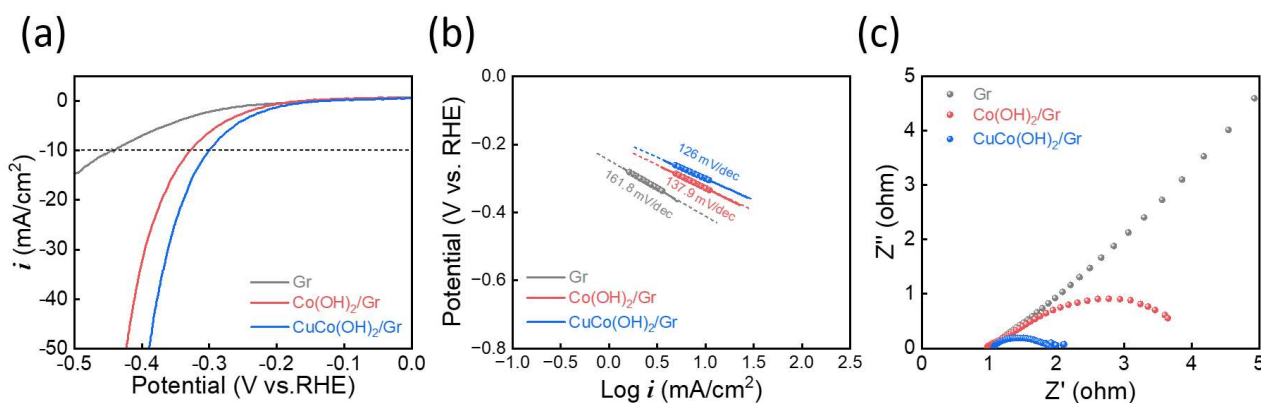 (a)
i (mA/cm²)
0
-10
-20
-30
-40
-50
Gr
Co(OH)₂/Gr
CuCo(OH)₂/Gr
-0.5 -0.4 -0.3 -0.2 -0.1 0.0
Potential (V vs.RHE)
(b)
Potential (V vs. RHE)
0.0
−0.2
−0.4
−0.6
−0.8
126 mV/dec
137.9 mV/dec
161.8 mV/dec
Gr
Co(OH)₂/Gr
CuCo(OH)₂/Gr
−1.0 −0.5 0.0 0.5 1.0 1.5 2.0 2.5
Log i (mA/cm²)
(c)
Z'' (ohm)
5
4
3
2
1
0
Gr
Co(OH)₂/Gr
CuCo(OH)₂/Gr
0 1 2 3 4 5
Z' (ohm)